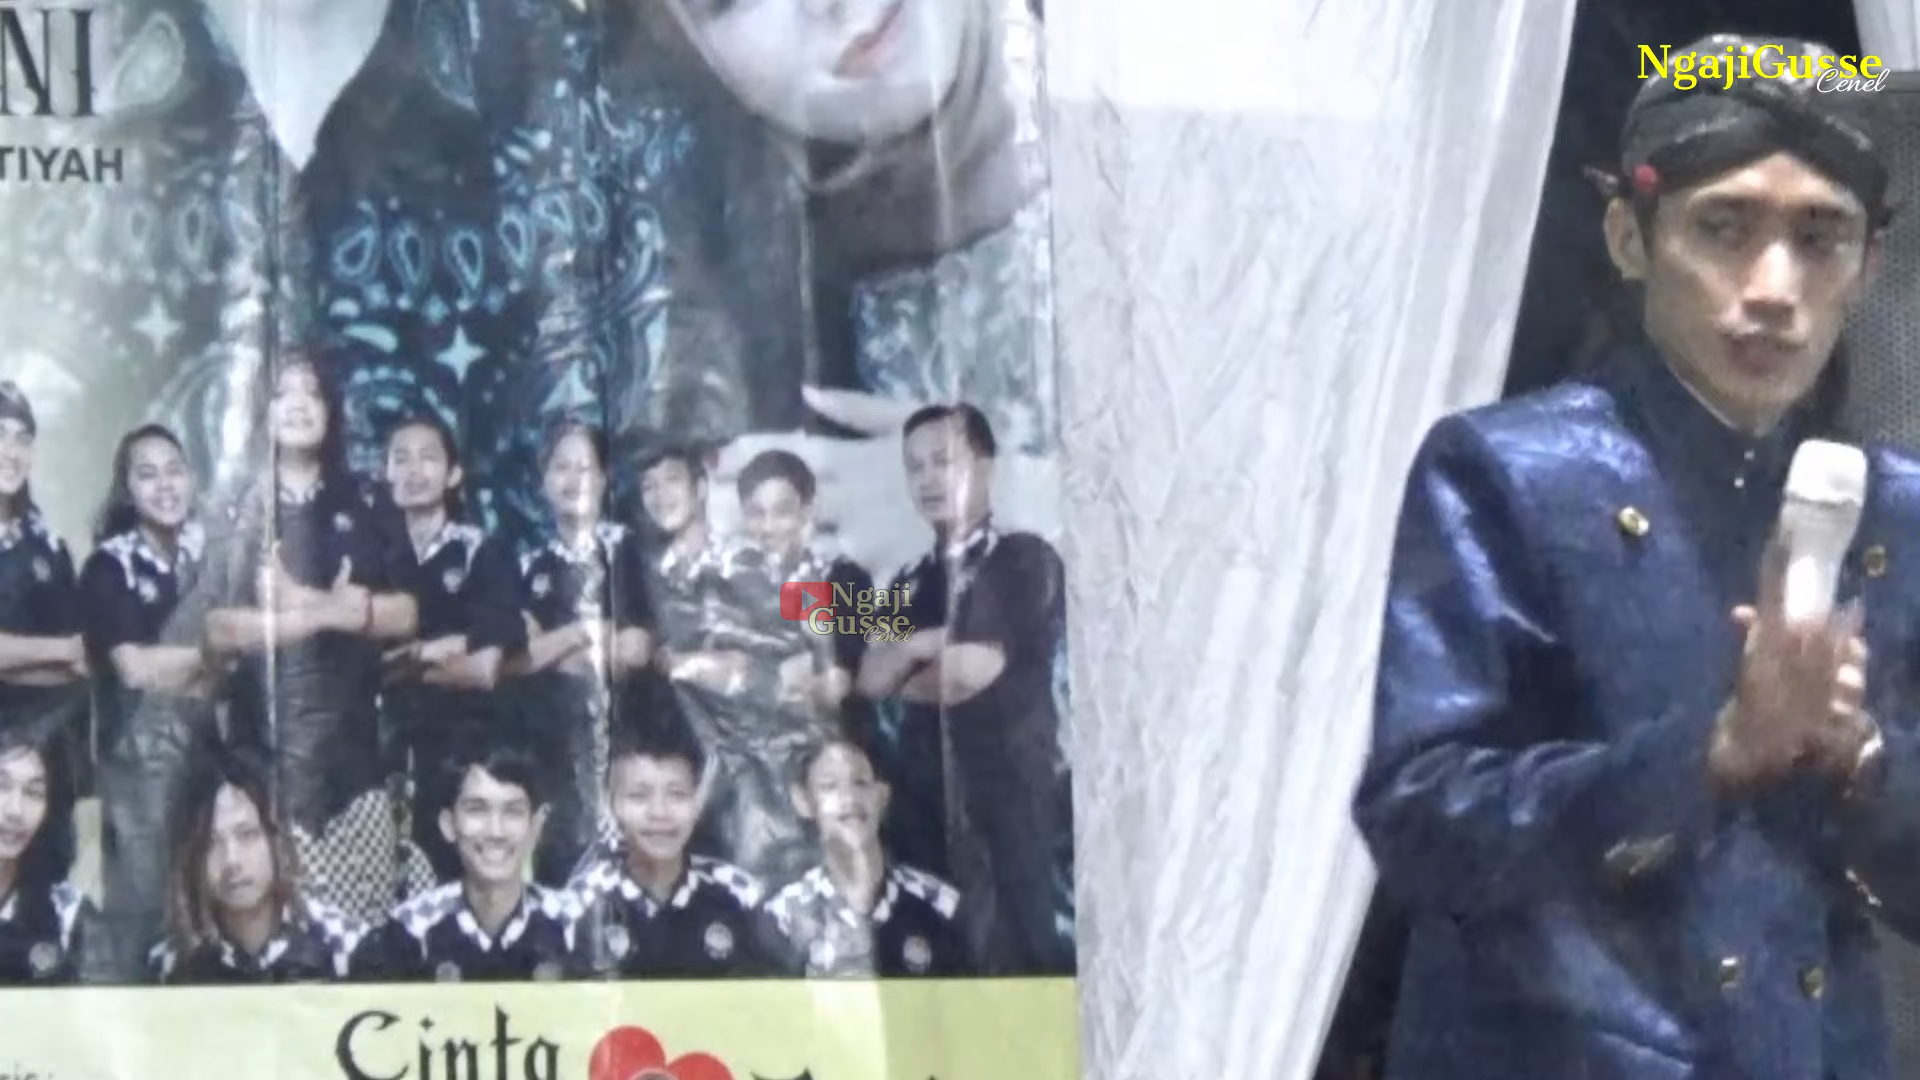 NI
TIYAH
NgajiGusse
Cenel
Ngaji
Gusse
Cenel
Cinta